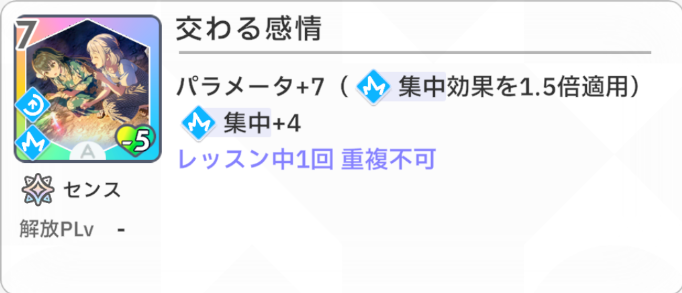 7
交わる感情
パラメータ+7（ 集中効果を1.5倍適用）
集中+4
レッスン中1回 重複不可
A
-5
センス
解放PLv -